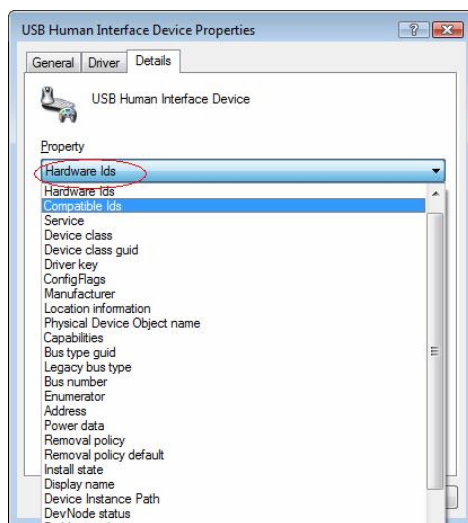 USB Human Interface Device Properties
General Driver Details
USB Human Interface Device
Property
Hardware Ids
Hardware Ids
Compatible Ids
Service
Device class
Device class guid
Driver key
ConfigFlags
Manufacturer
Location information
Physical Device Object name
Capabilities
Bus type guid
Legacy bus type
Bus number
Enumerator
Address
Power data
Removal policy
Removal policy default
Install state
Display name
Device Instance Path
DevNode status